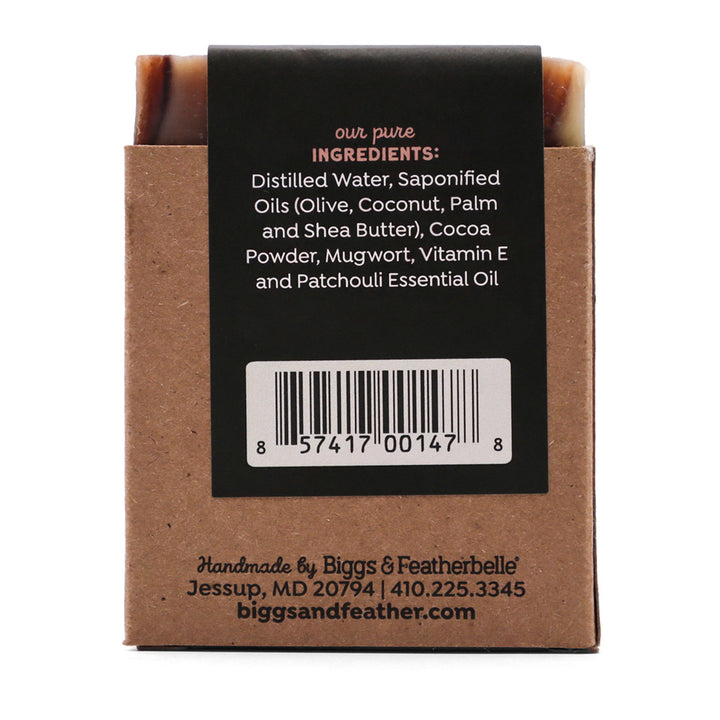 our pure
INGREDIENTS:
Distilled Water, Saponified
Oils (Olive, Coconut, Palm
and Shea Butter), Cocoa
Powder, Mugwort, Vitamin E
and Patchouli Essential Oil
8 57417 00147 8
Handmade by Biggs & Featherbelle®
Jessup, MD 20794 | 410.225.3345
biggsandfeather.com